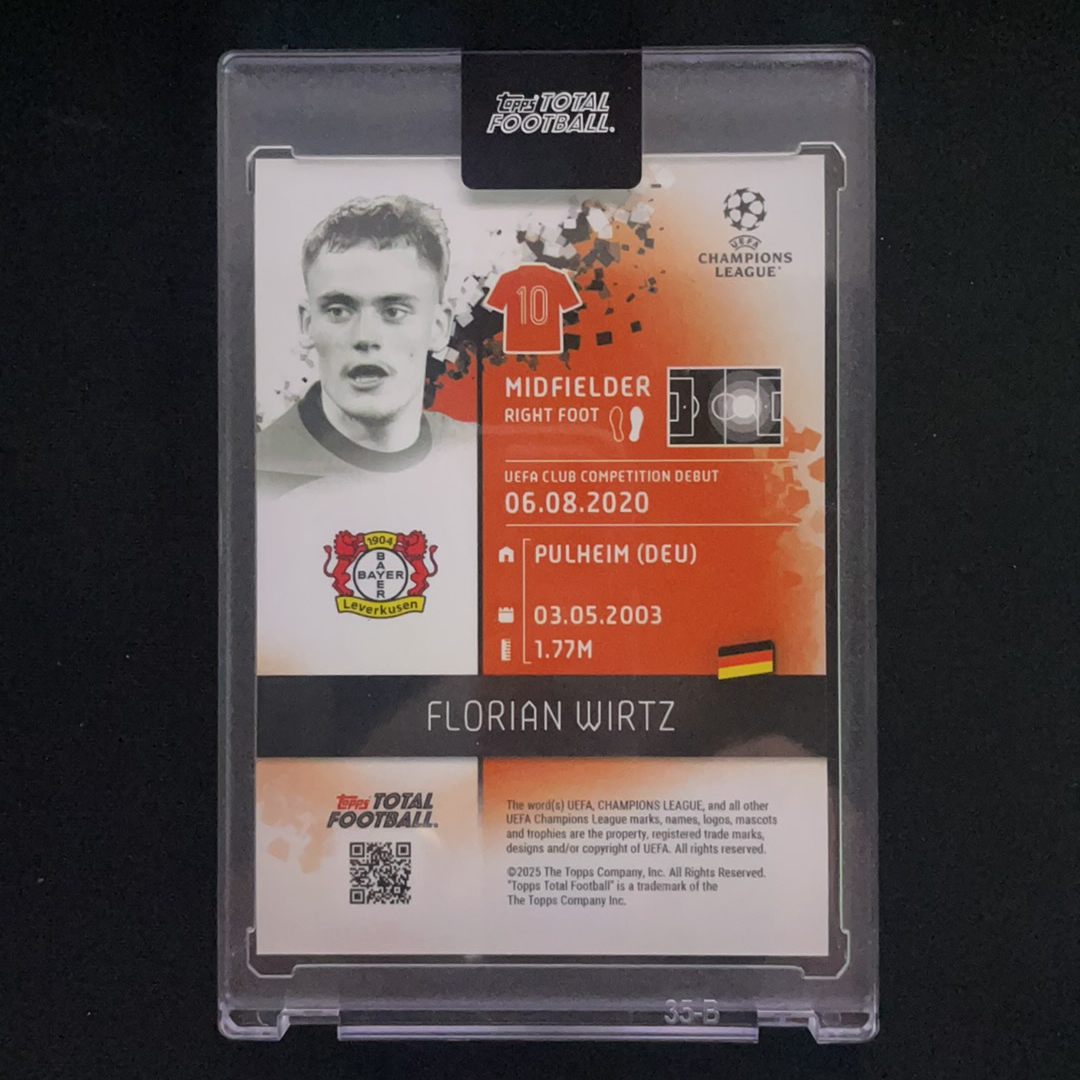 topps TOTAL
FOOTBALL.
UEFA
CHAMPIONS
LEAGUE
10
MIDFIELDER
RIGHT FOOT
UEFA CLUB COMPETITION DEBUT
06.08.2020
PULHEIM (DEU)
03.05.2003
1.77M
1904
BAYER
BAYER
Leverkusen
FLORIAN WIRTZ
topps TOTAL
FOOTBALL.
The word(s) UEFA, CHAMPIONS LEAGUE, and all other
UEFA Champions League marks, names, logos, mascots
and trophies are the property, registered trade marks,
designs and/or copyright of UEFA. All rights reserved.
©2025 The Topps Company, Inc. All Rights Reserved.
"Topps Total Football" is a trademark of the
The Topps Company Inc.
35-B